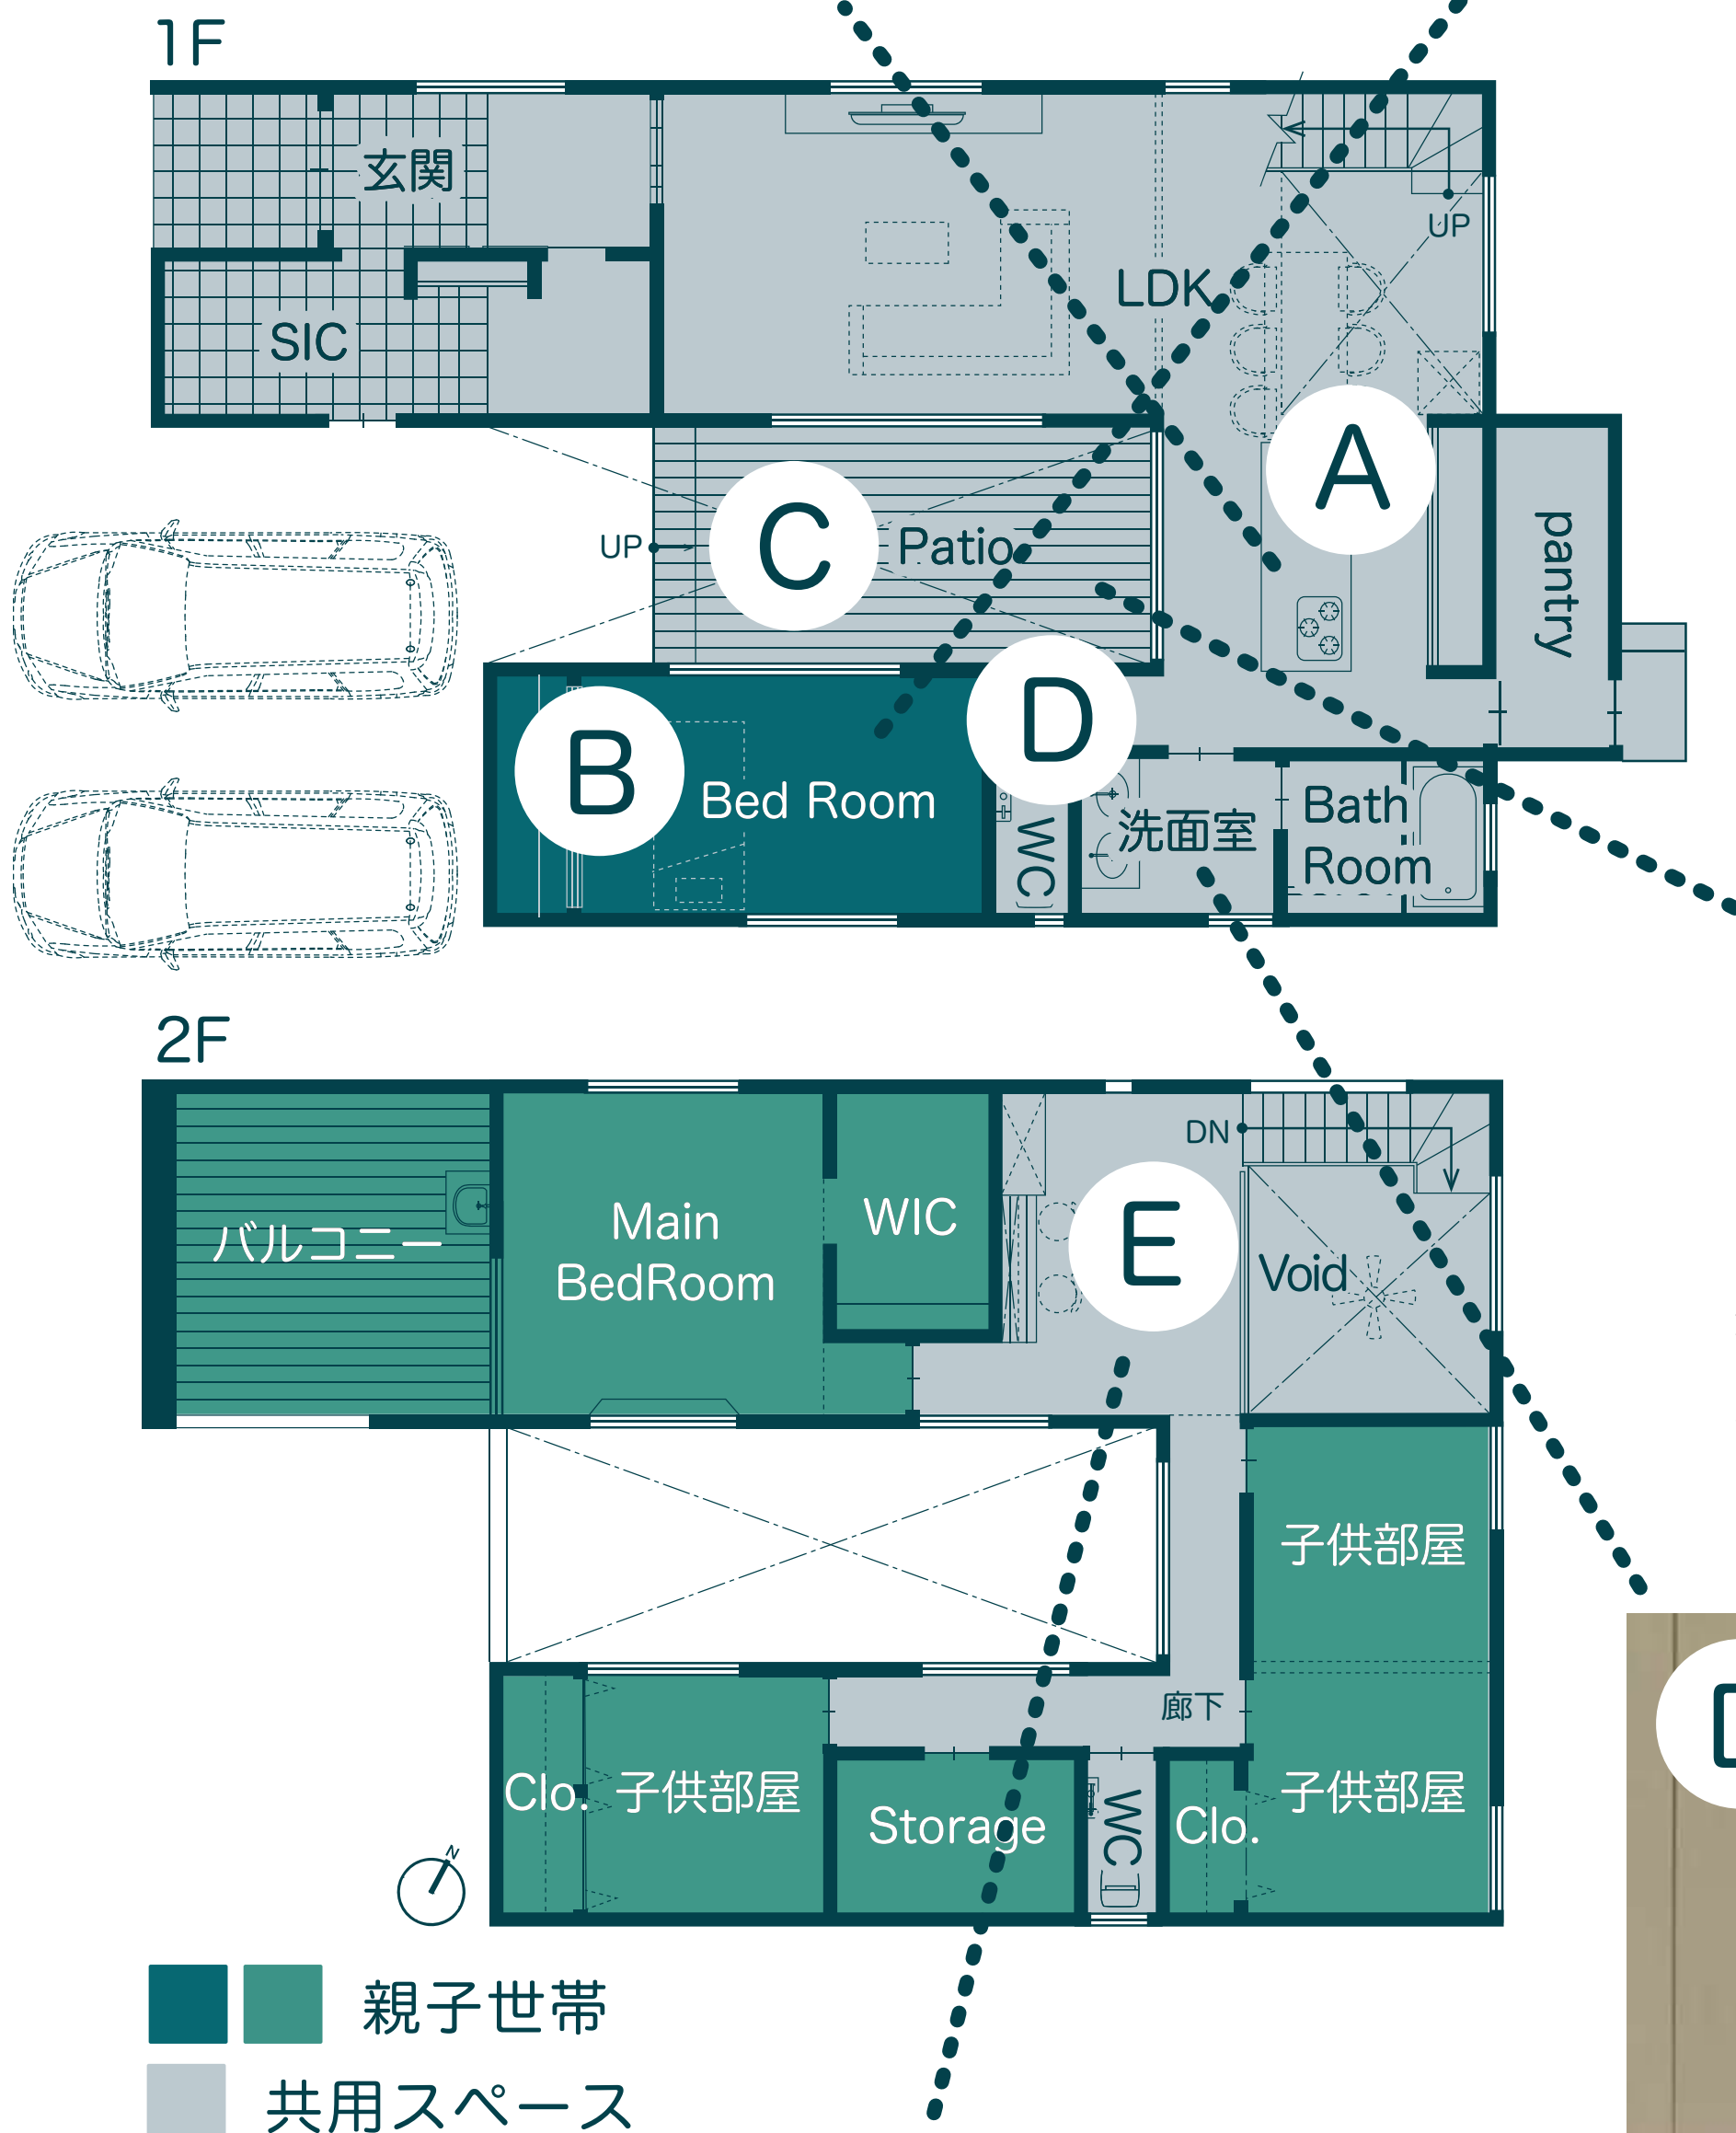 1F
玄関
UP
LDK
SIC
A
C
Patio
UP
pantry
D
B
Bed Room
WC
洗面室
Bath
Room
2F
DN
バルコニー
Main
BedRoom
WIC
E
Void
子供部屋
廊下
Clo.
子供部屋
Storage
WC
Clo.
子供部屋
N
親子世帯
共用スペース